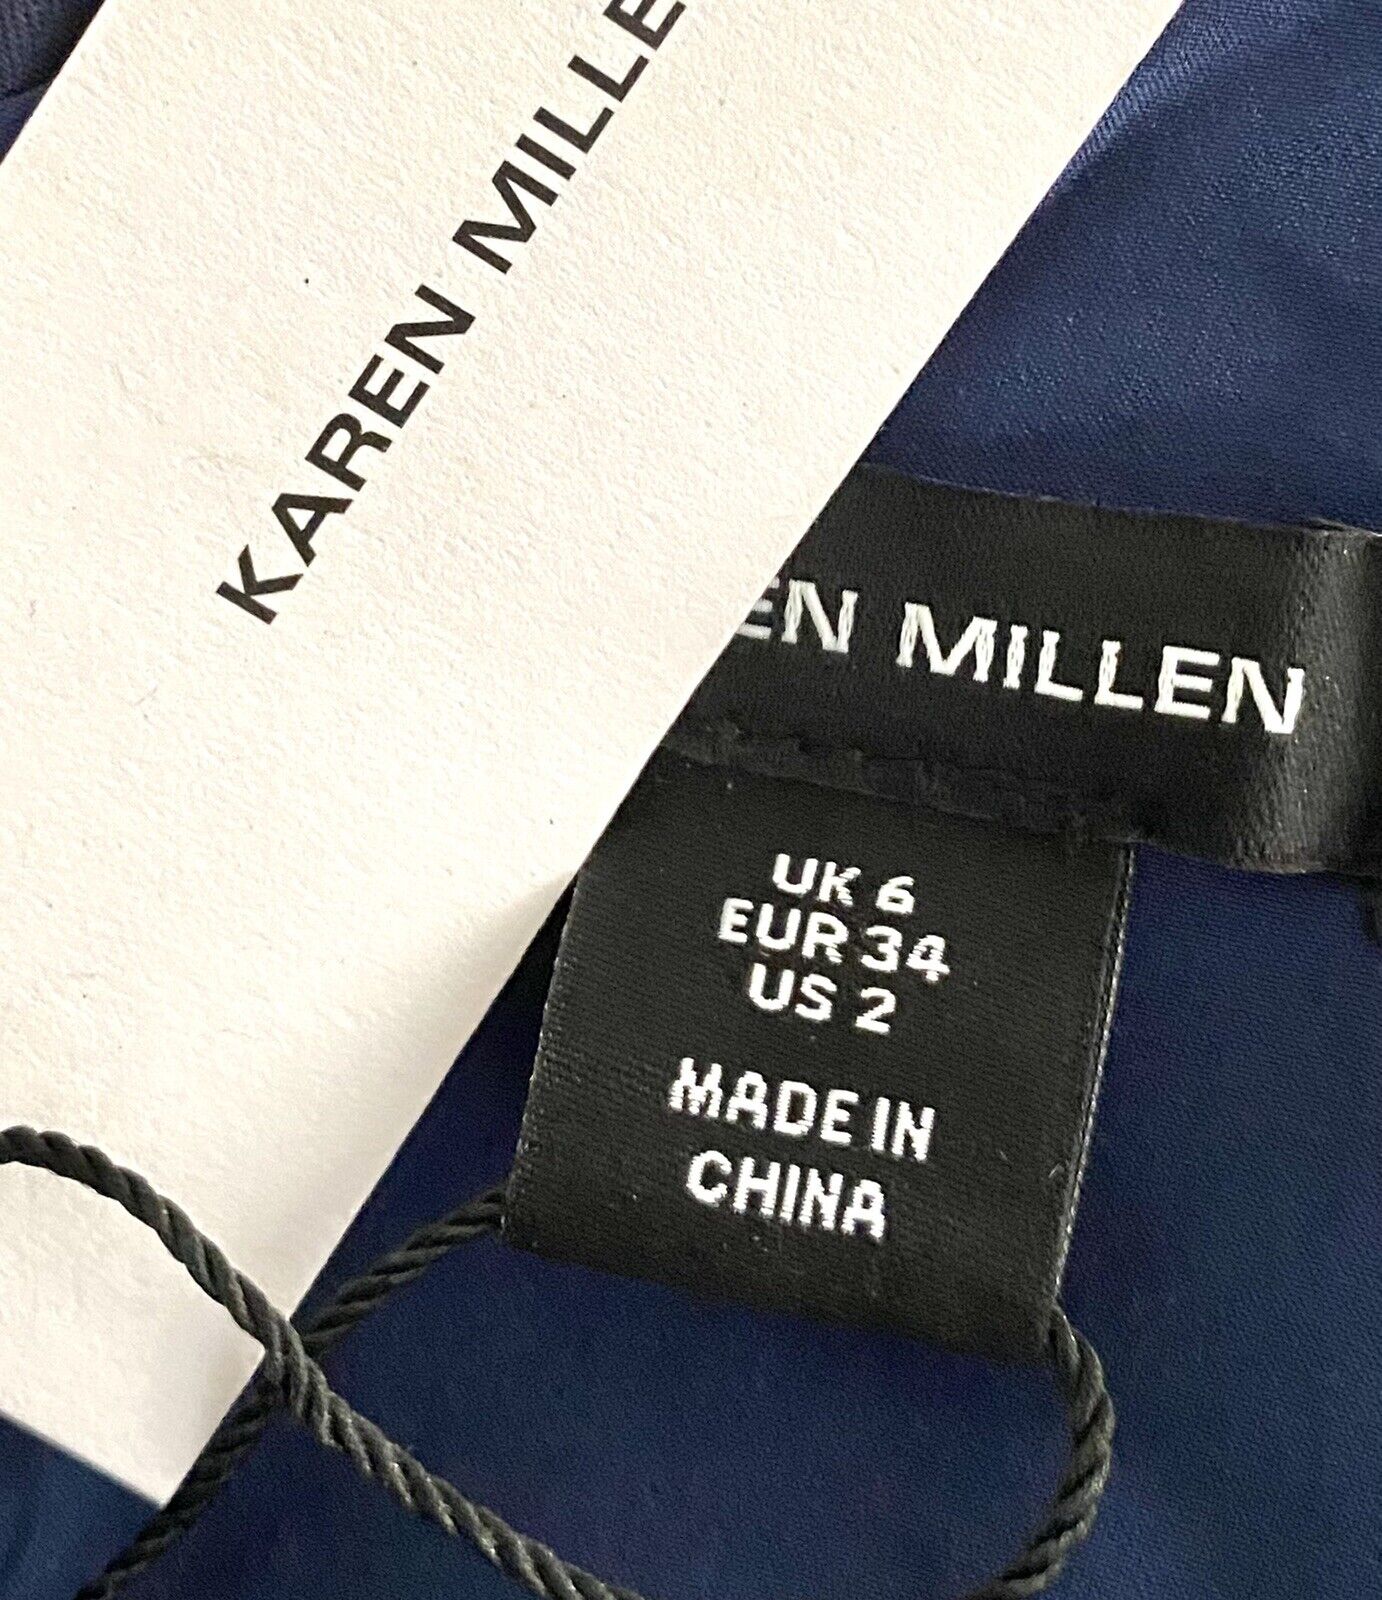 KAREN MILLE
EN MILLEN
UK 6
EUR 34
US 2
MADE IN
CHINA